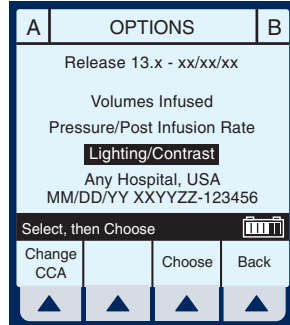 A OPTIONS B
Release 13.x - xx/xx/xx
Volumes Infused
Pressure/Post Infusion Rate
Lighting/Contrast
Any Hospital, USA
MM/DD/YY XXYYZZ-123456
Select, then Choose
Change CCA
Choose
Back